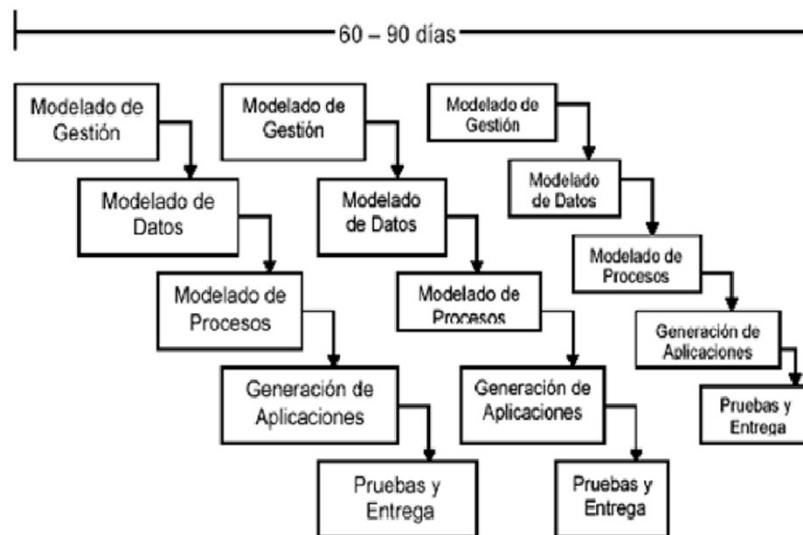 60 – 90 días
Modelado de
Gestión
Modelado de
Datos
Modelado de
Procesos
Generación de
Aplicaciones
Pruebas y
Entrega
Modelado de
Gestión
Modelado
de Datos
Modelado de
Procesos
Generación de
Aplicaciones
Pruebas y
Entrega
Modelado de
Gestión
Modelado
de Datos
Modelado de
Procesos
Generación de
Aplicaciones
Pruebas y
Entrega